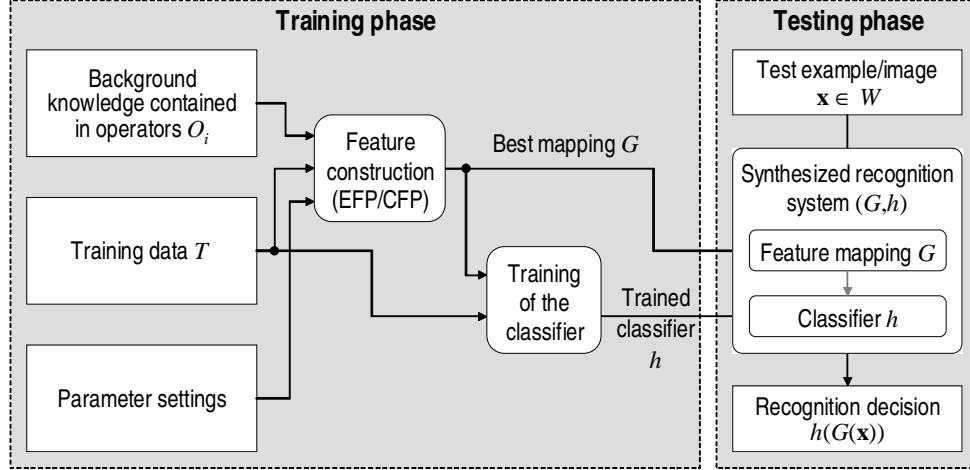 Training phase
Background
knowledge contained
in operators O_i
Training data T
Parameter settings
Feature
construction
(EFP/CFP)
Best mapping G
Training
of the
classifier
Trained
classifier
h
Testing phase
Test example/image
x ∈ W
Synthesized recognition
system (G,h)
Feature mapping G
Classifier h
Recognition decision
h(G(x))